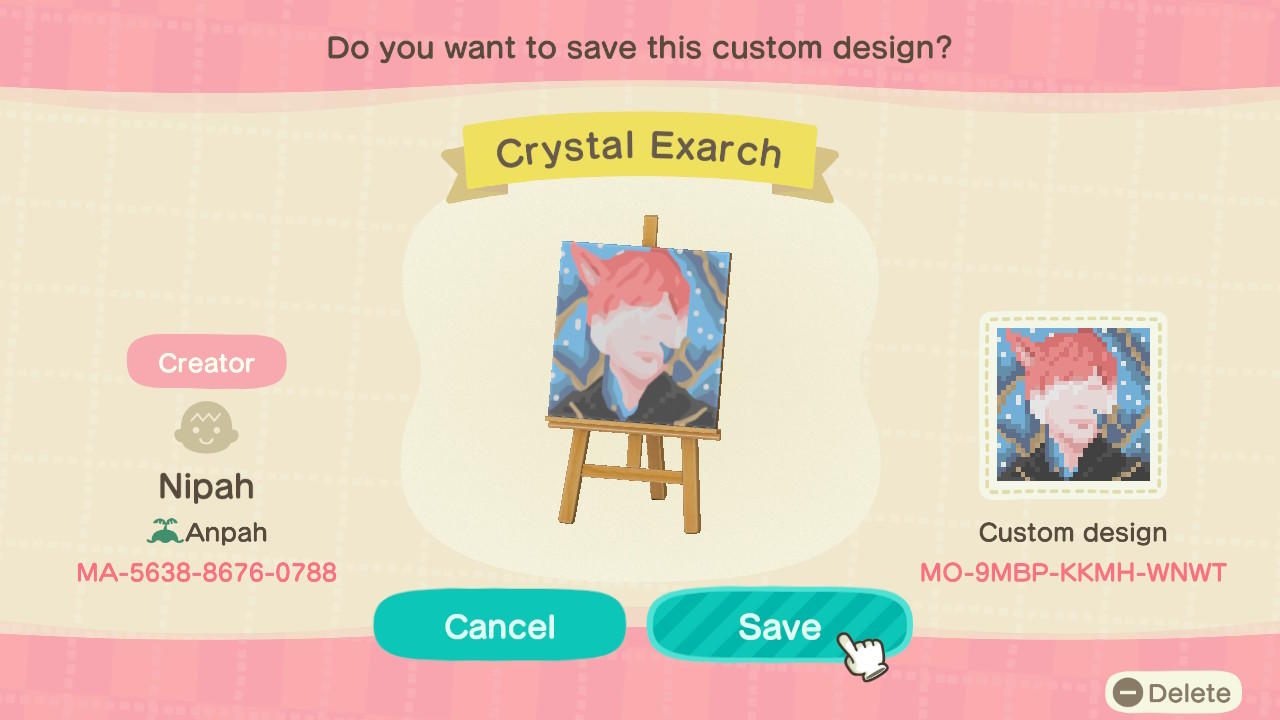 Do you want to save this custom design?
Crystal Exarch
Creator
Nipah
Anpah
MA-5638-8676-0788
Custom design
MO-9MBP-KKMH-WNWT
Cancel
Save
Delete